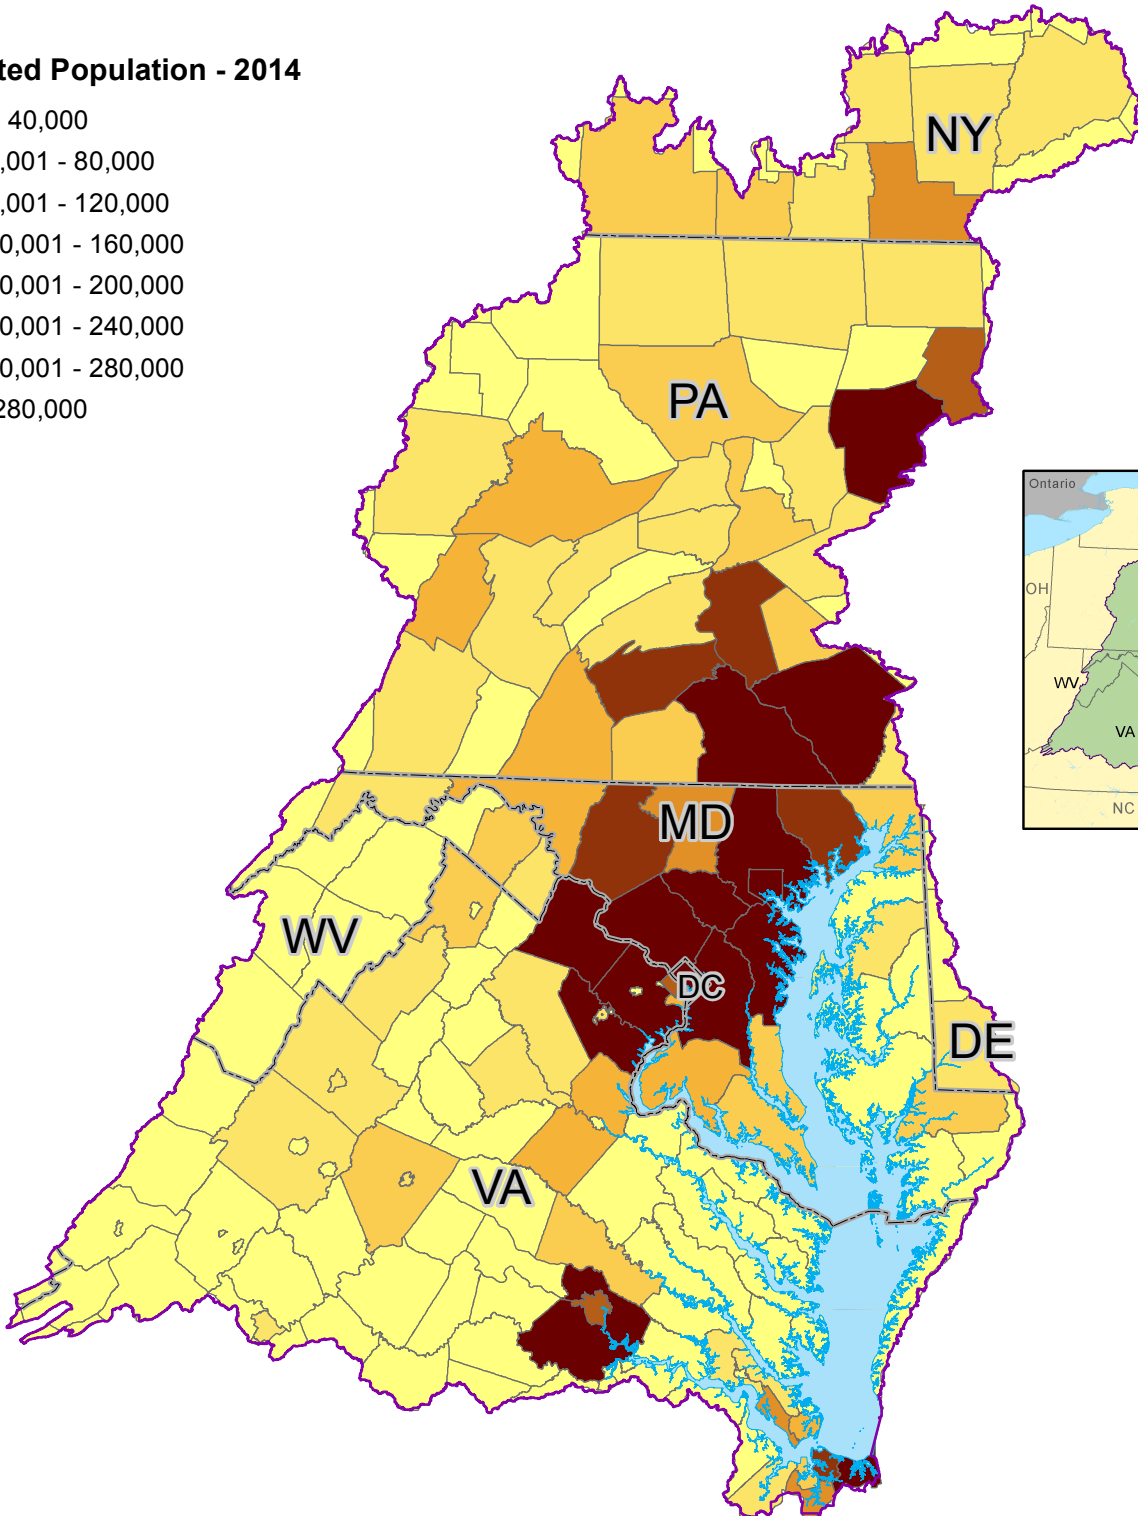 ted Population - 2014
40,000
,001 - 80,000
,001 - 120,000
0,001 - 160,000
0,001 - 200,000
0,001 - 240,000
0,001 - 280,000
280,000
NY
PA
Ontario
OH
WV
VA
NC
MD
WV
DC
DE
VA